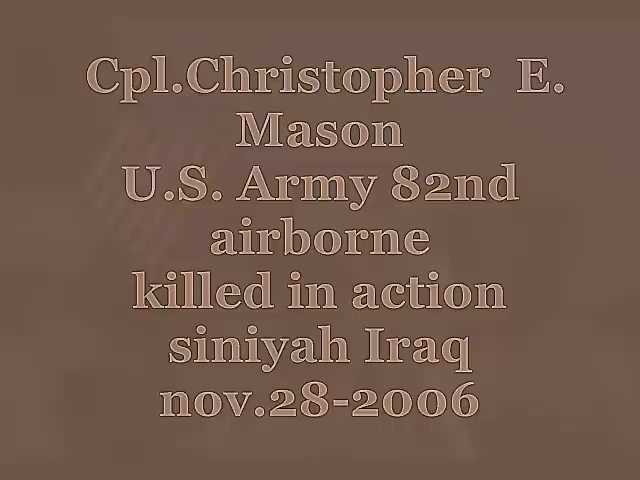 Cpl.Christopher  E.
Mason
U.S. Army 82nd
airborne
killed in action
siniyah Iraq
nov.28-2006